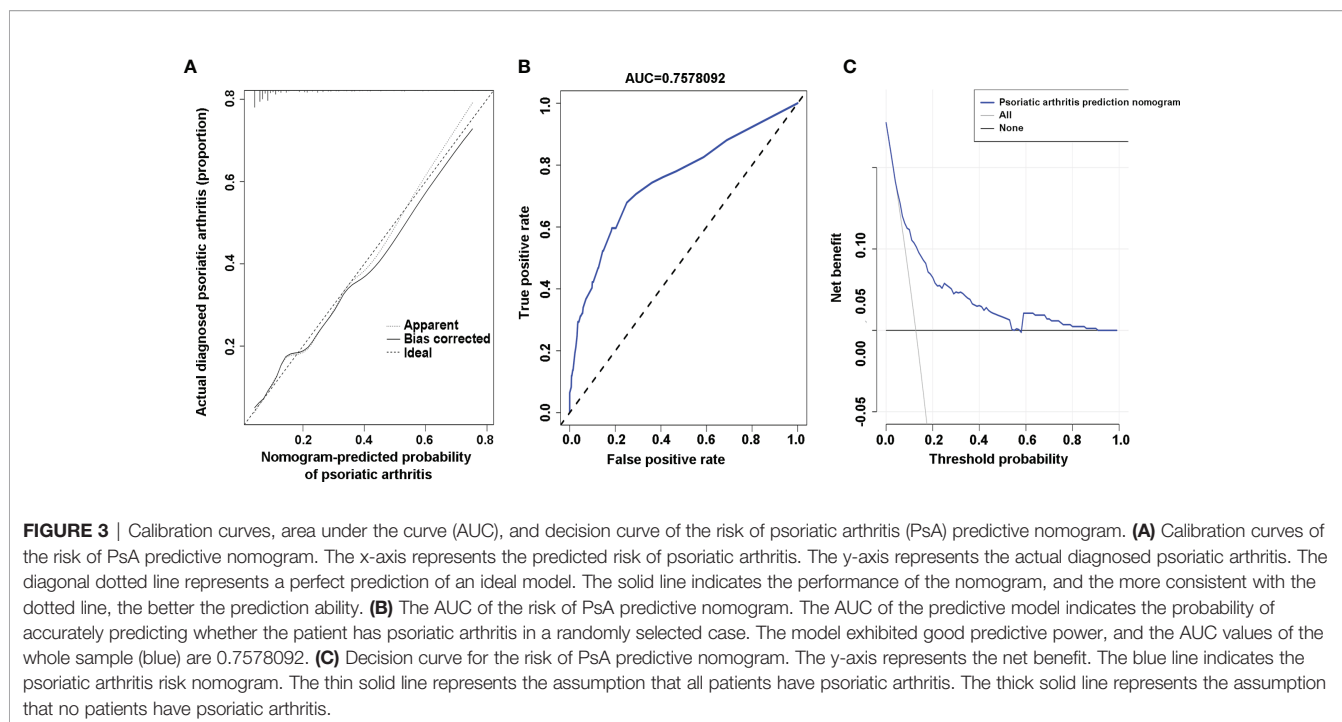 A
Actual diagnosed psoriatic arthritis (proportion)
0.8
0.6
0.4
0.2
Apparent
Bias corrected
Ideal
0.2 0.4 0.6 0.8
Nomogram-predicted probability
of psoriatic arthritis
B
AUC=0.7578092
True positive rate
1.0
0.8
0.6
0.4
0.2
0.0
0.0 0.2 0.4 0.6 0.8 1.0
False positive rate
C
Psoriatic arthritis prediction nomogram
All
None
Net benefit
0.10
0.05
0.00
-0.05
0.0 0.2 0.4 0.6 0.8 1.0
Threshold probability
FIGURE 3 | Calibration curves, area under the curve (AUC), and decision curve of the risk of psoriatic arthritis (PsA) predictive nomogram. (A) Calibration curves of
the risk of PsA predictive nomogram. The x-axis represents the predicted risk of psoriatic arthritis. The y-axis represents the actual diagnosed psoriatic arthritis. The
diagonal dotted line represents a perfect prediction of an ideal model. The solid line indicates the performance of the nomogram, and the more consistent with the
dotted line, the better the prediction ability. (B) The AUC of the risk of PsA predictive nomogram. The AUC of the predictive model indicates the probability of
accurately predicting whether the patient has psoriatic arthritis in a randomly selected case. The model exhibited good predictive power, and the AUC values of the
whole sample (blue) are 0.7578092. (C) Decision curve for the risk of PsA predictive nomogram. The y-axis represents the net benefit. The blue line indicates the
psoriatic arthritis risk nomogram. The thin solid line represents the assumption that all patients have psoriatic arthritis. The thick solid line represents the assumption
that no patients have psoriatic arthritis.